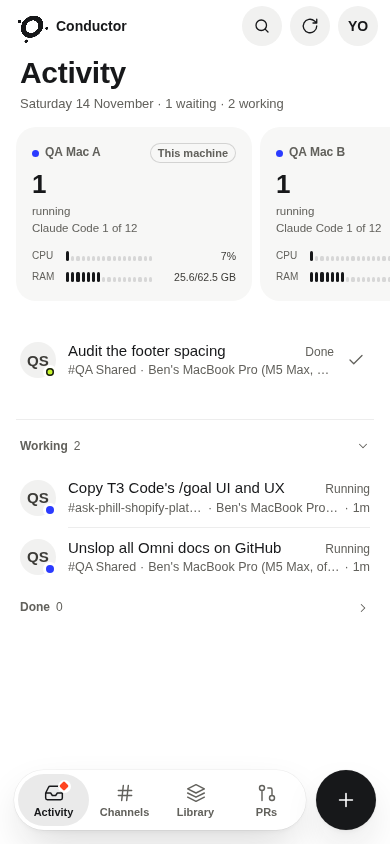 Conductor
YO
Activity
Saturday 14 November · 1 waiting · 2 working
QA Mac A
This machine
1
running
Claude Code 1 of 12
CPU 7%
RAM 25.6/62.5 GB
QA Mac B
1
running
Claude Code 1 of 12
CPU
RAM
QS
Audit the footer spacing Done
#QA Shared · Ben's MacBook Pro (M5 Max, …
Working 2
QS
Copy T3 Code's /goal UI and UX Running
#ask-phill-shopify-plat… · Ben's MacBook Pro… · 1m
QS
Unslop all Omni docs on GitHub Running
#QA Shared · Ben's MacBook Pro (M5 Max, of… · 1m
Done 0
Activity
Channels
Library
PRs